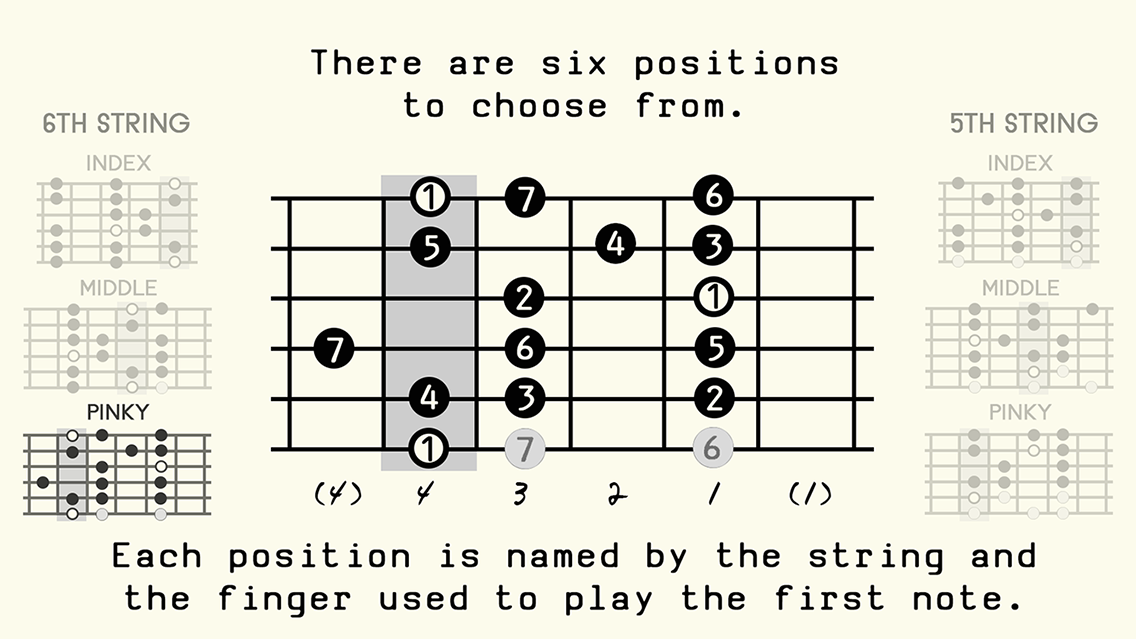 There are six positions
to choose from.
6TH STRING
INDEX
MIDDLE
PINKY
5TH STRING
INDEX
MIDDLE
PINKY
1 7 6
5 4 3
2 1
7 6 5
4 3 2
1 7 6
(4) 4 3 2 1 (1)
Each position is named by the string and
the finger used to play the first note.